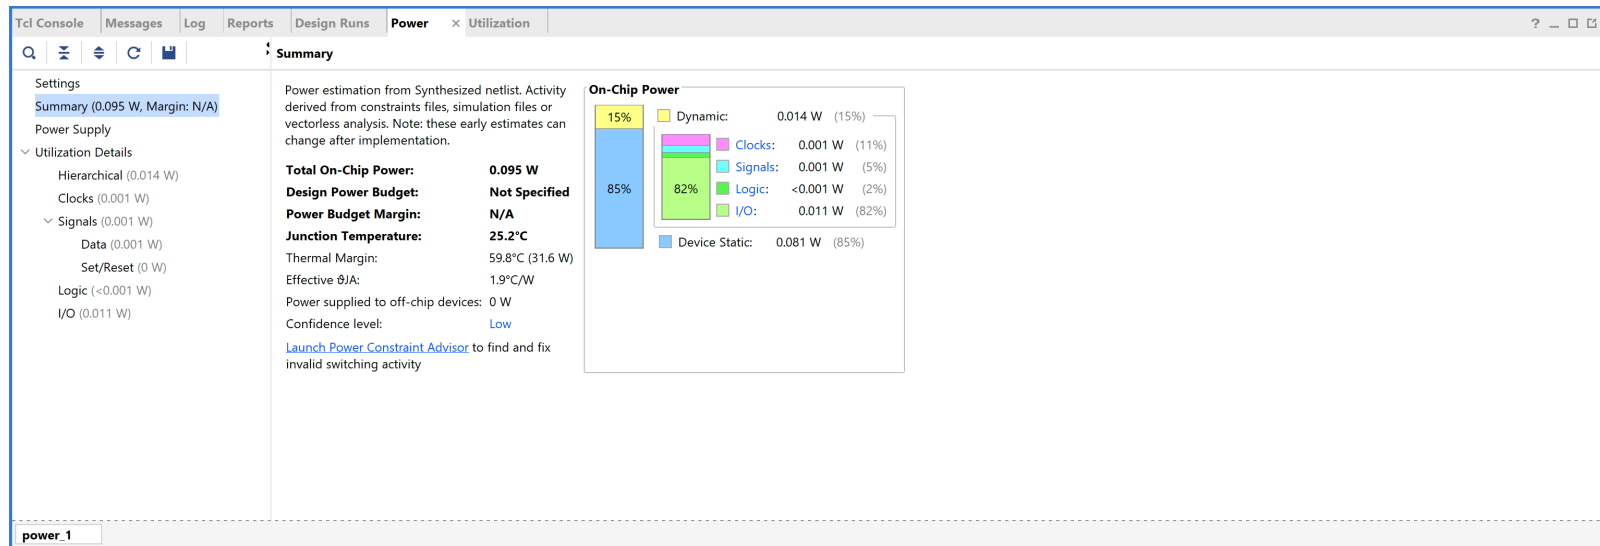 Tcl Console Messages Log Reports Design Runs Power × Utilization ?
Summary
Settings
Summary (0.095 W, Margin: N/A)
Power Supply
Utilization Details
Hierarchical (0.014 W)
Clocks (0.001 W)
Signals (0.001 W)
Data (0.001 W)
Set/Reset (0 W)
Logic (<0.001 W)
I/O (0.011 W)
Power estimation from Synthesized netlist. Activity
derived from constraints files, simulation files or
vectorless analysis. Note: these early estimates can
change after implementation.
Total On-Chip Power: 0.095 W
Design Power Budget: Not Specified
Power Budget Margin: N/A
Junction Temperature: 25.2°C
Thermal Margin: 59.8°C (31.6 W)
Effective ϑJA: 1.9°C/W
Power supplied to off-chip devices: 0 W
Confidence level: Low
Launch Power Constraint Advisor to find and fix
invalid switching activity
On-Chip Power
15%
85%
Dynamic: 0.014 W (15%)
82%
Clocks: 0.001 W (11%)
Signals: 0.001 W (5%)
Logic: <0.001 W (2%)
I/O: 0.011 W (82%)
Device Static: 0.081 W (85%)
power_1